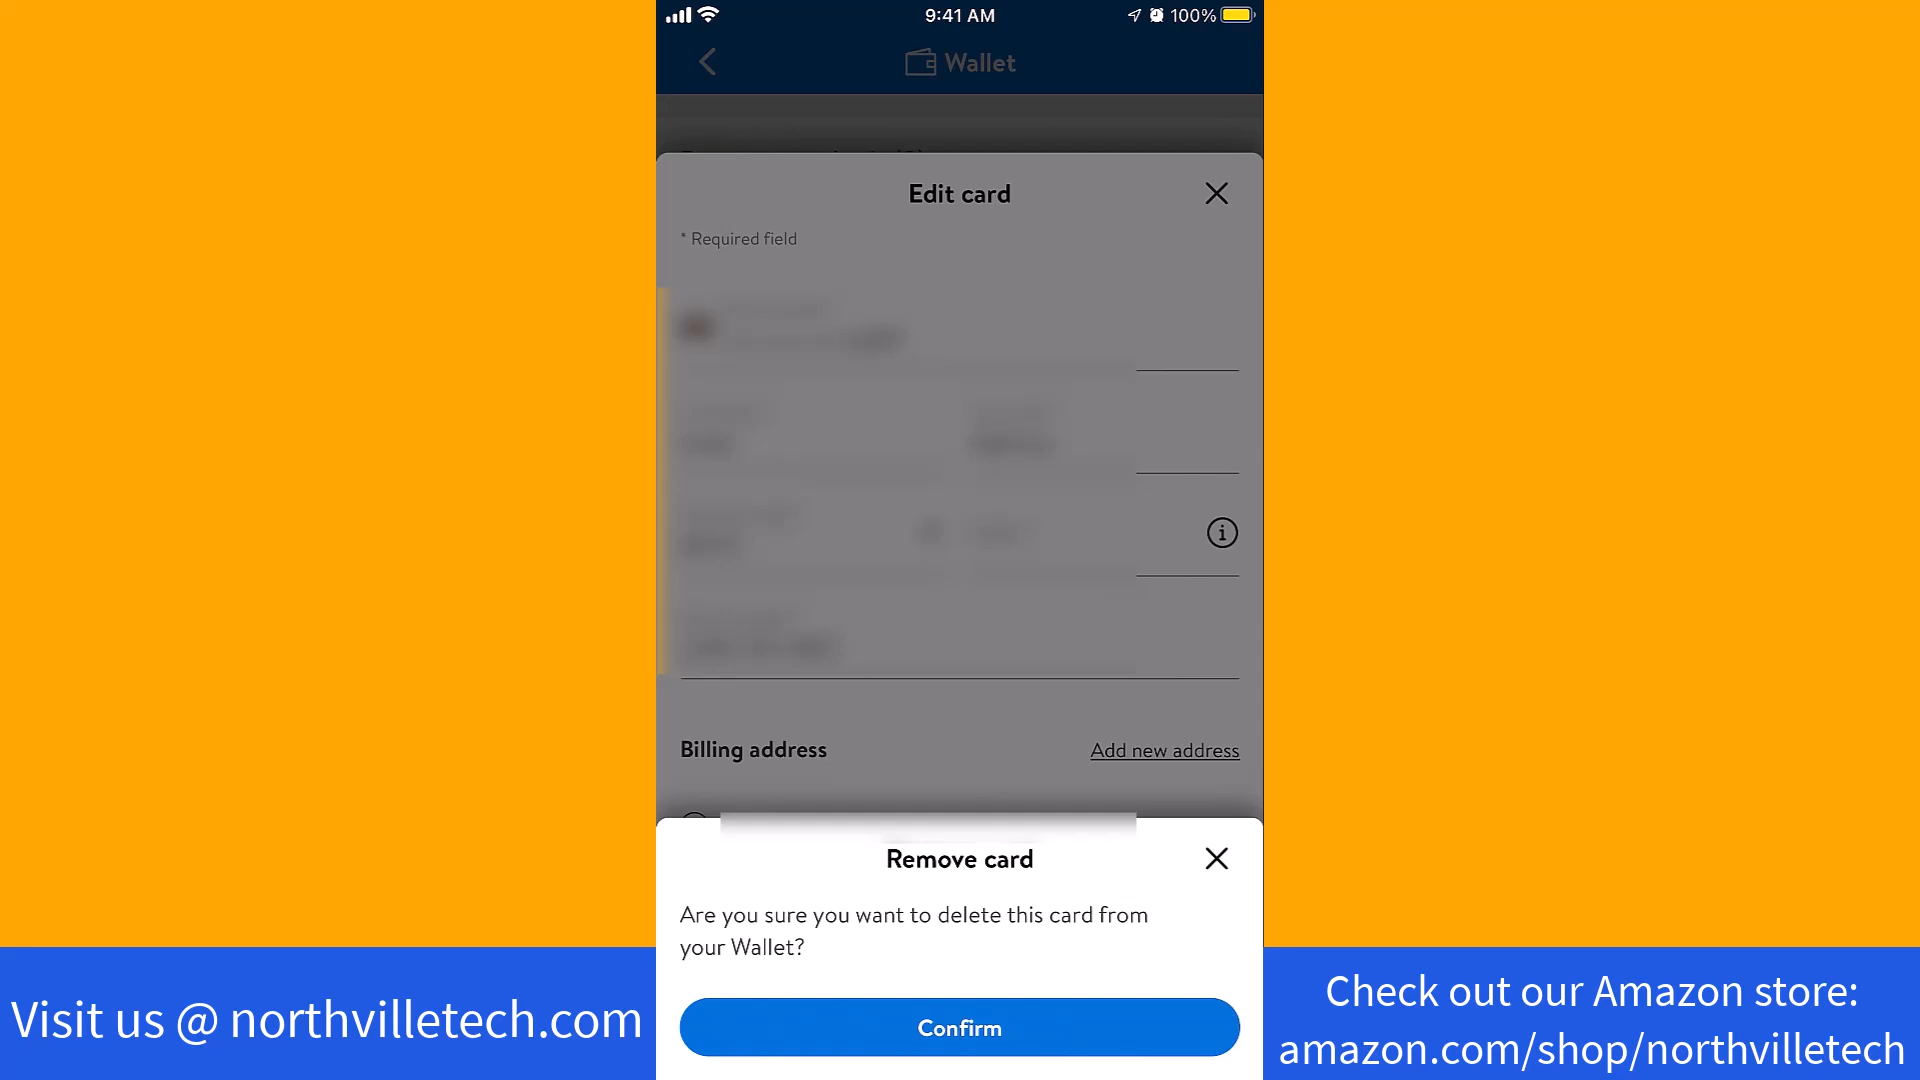 9:41 AM
100%
Wallet
Edit card
* Required field
Billing address
Add new address
Remove card
Are you sure you want to delete this card from
your Wallet?
Confirm
Visit us @ northvilletech.com
Check out our Amazon store:
amazon.com/shop/northvilletech